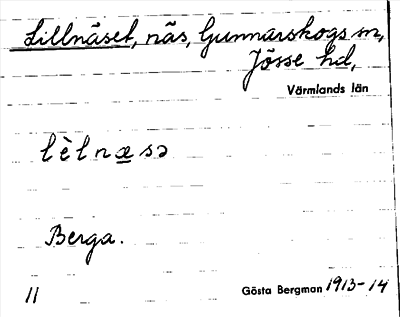 Lillnäset, näs, Gunnarskogs sn,
Jösse hd,
Värmlands län
lèlnæsə
Berga.
11 Gösta Bergman 1913-14